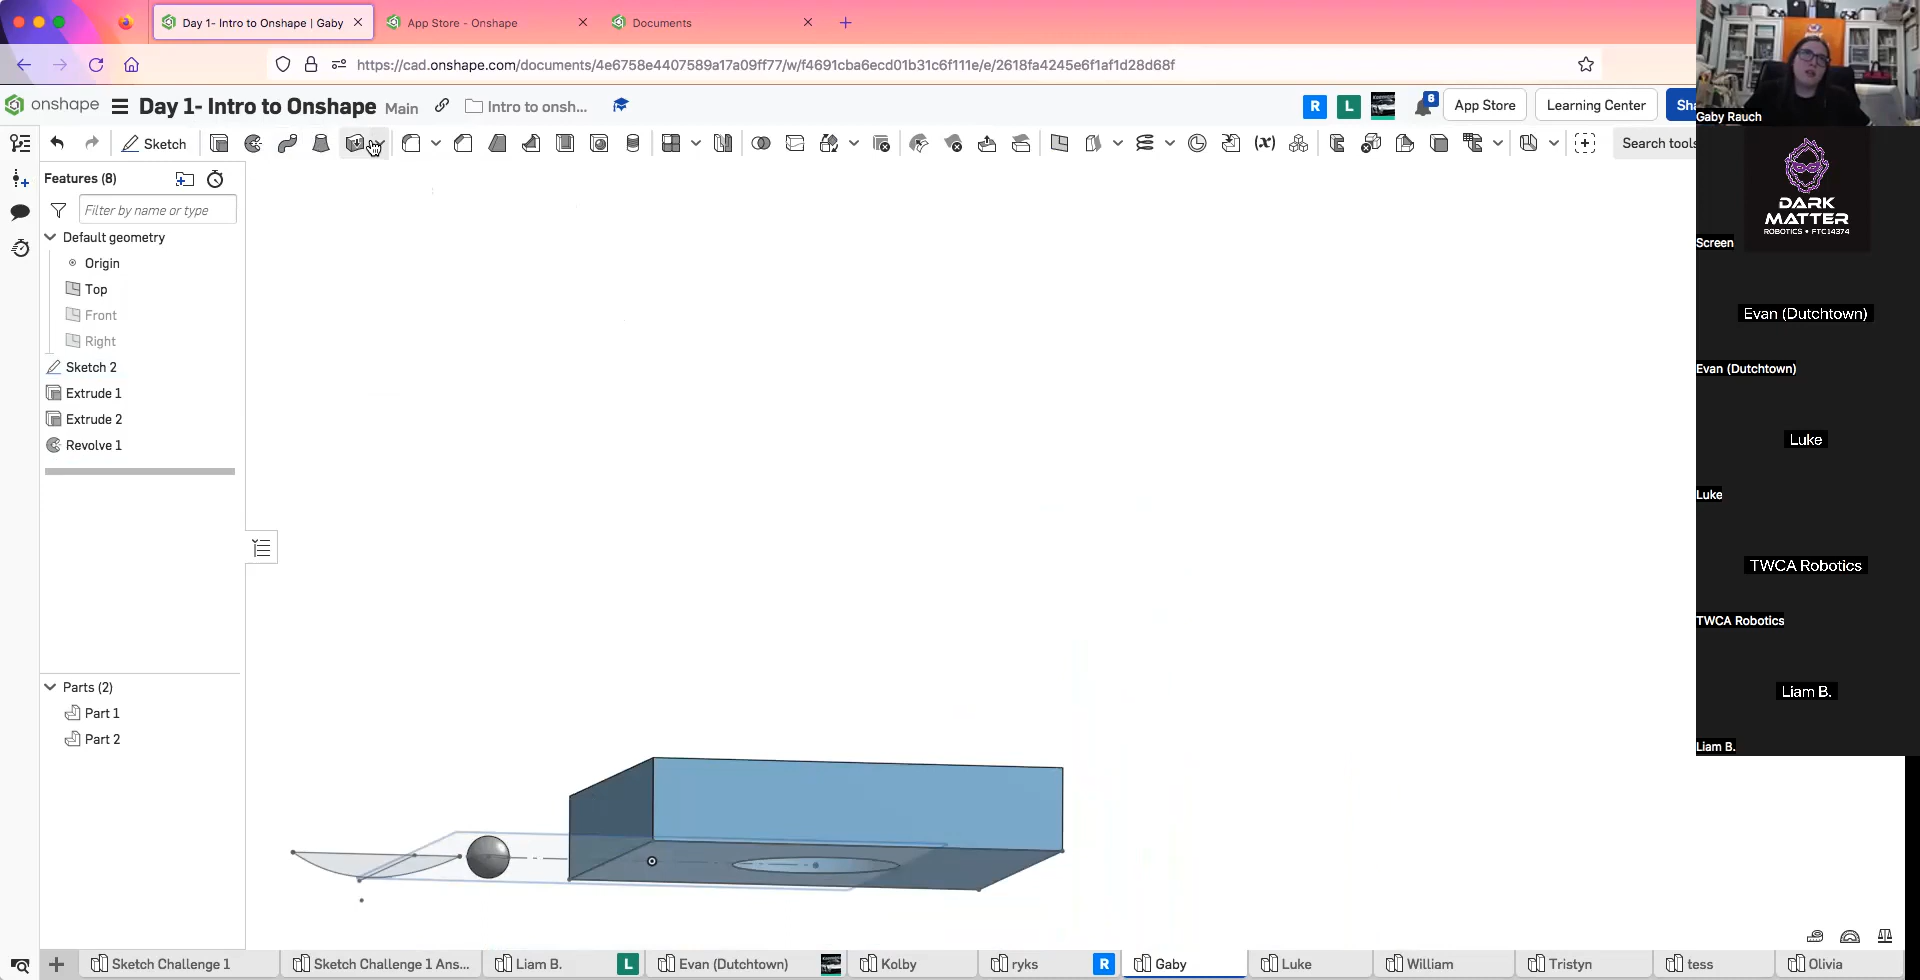 Day 1- Intro to Onshape | Gaby
App Store - Onshape
Documents
https://cad.onshape.com/documents/4e6758e4407589a17a09ff77/w/f4691cba6ecd01b31c6f111e/e/2618fa4245e6f1af1d28d68f
onshape
Day 1- Intro to Onshape
Main
Intro to onsh...
R
L
6
App Store
Learning Center
Sha
Gaby Rauch
Sketch
(x)
Search tools
Features (8)
Filter by name or type
Default geometry
Origin
Top
Front
Right
Sketch 2
Extrude 1
Extrude 2
Revolve 1
Parts (2)
Part 1
Part 2
DARK
MATTER
ROBOTICS • FTC14374
Screen
Evan (Dutchtown)
Evan (Dutchtown)
Luke
Luke
TWCA Robotics
TWCA Robotics
Liam B.
Liam B.
Sketch Challenge 1
Sketch Challenge 1 Ans...
Liam B.
L
Evan (Dutchtown)
Kolby
ryks
R
Gaby
Luke
William
Tristyn
tess
Olivia